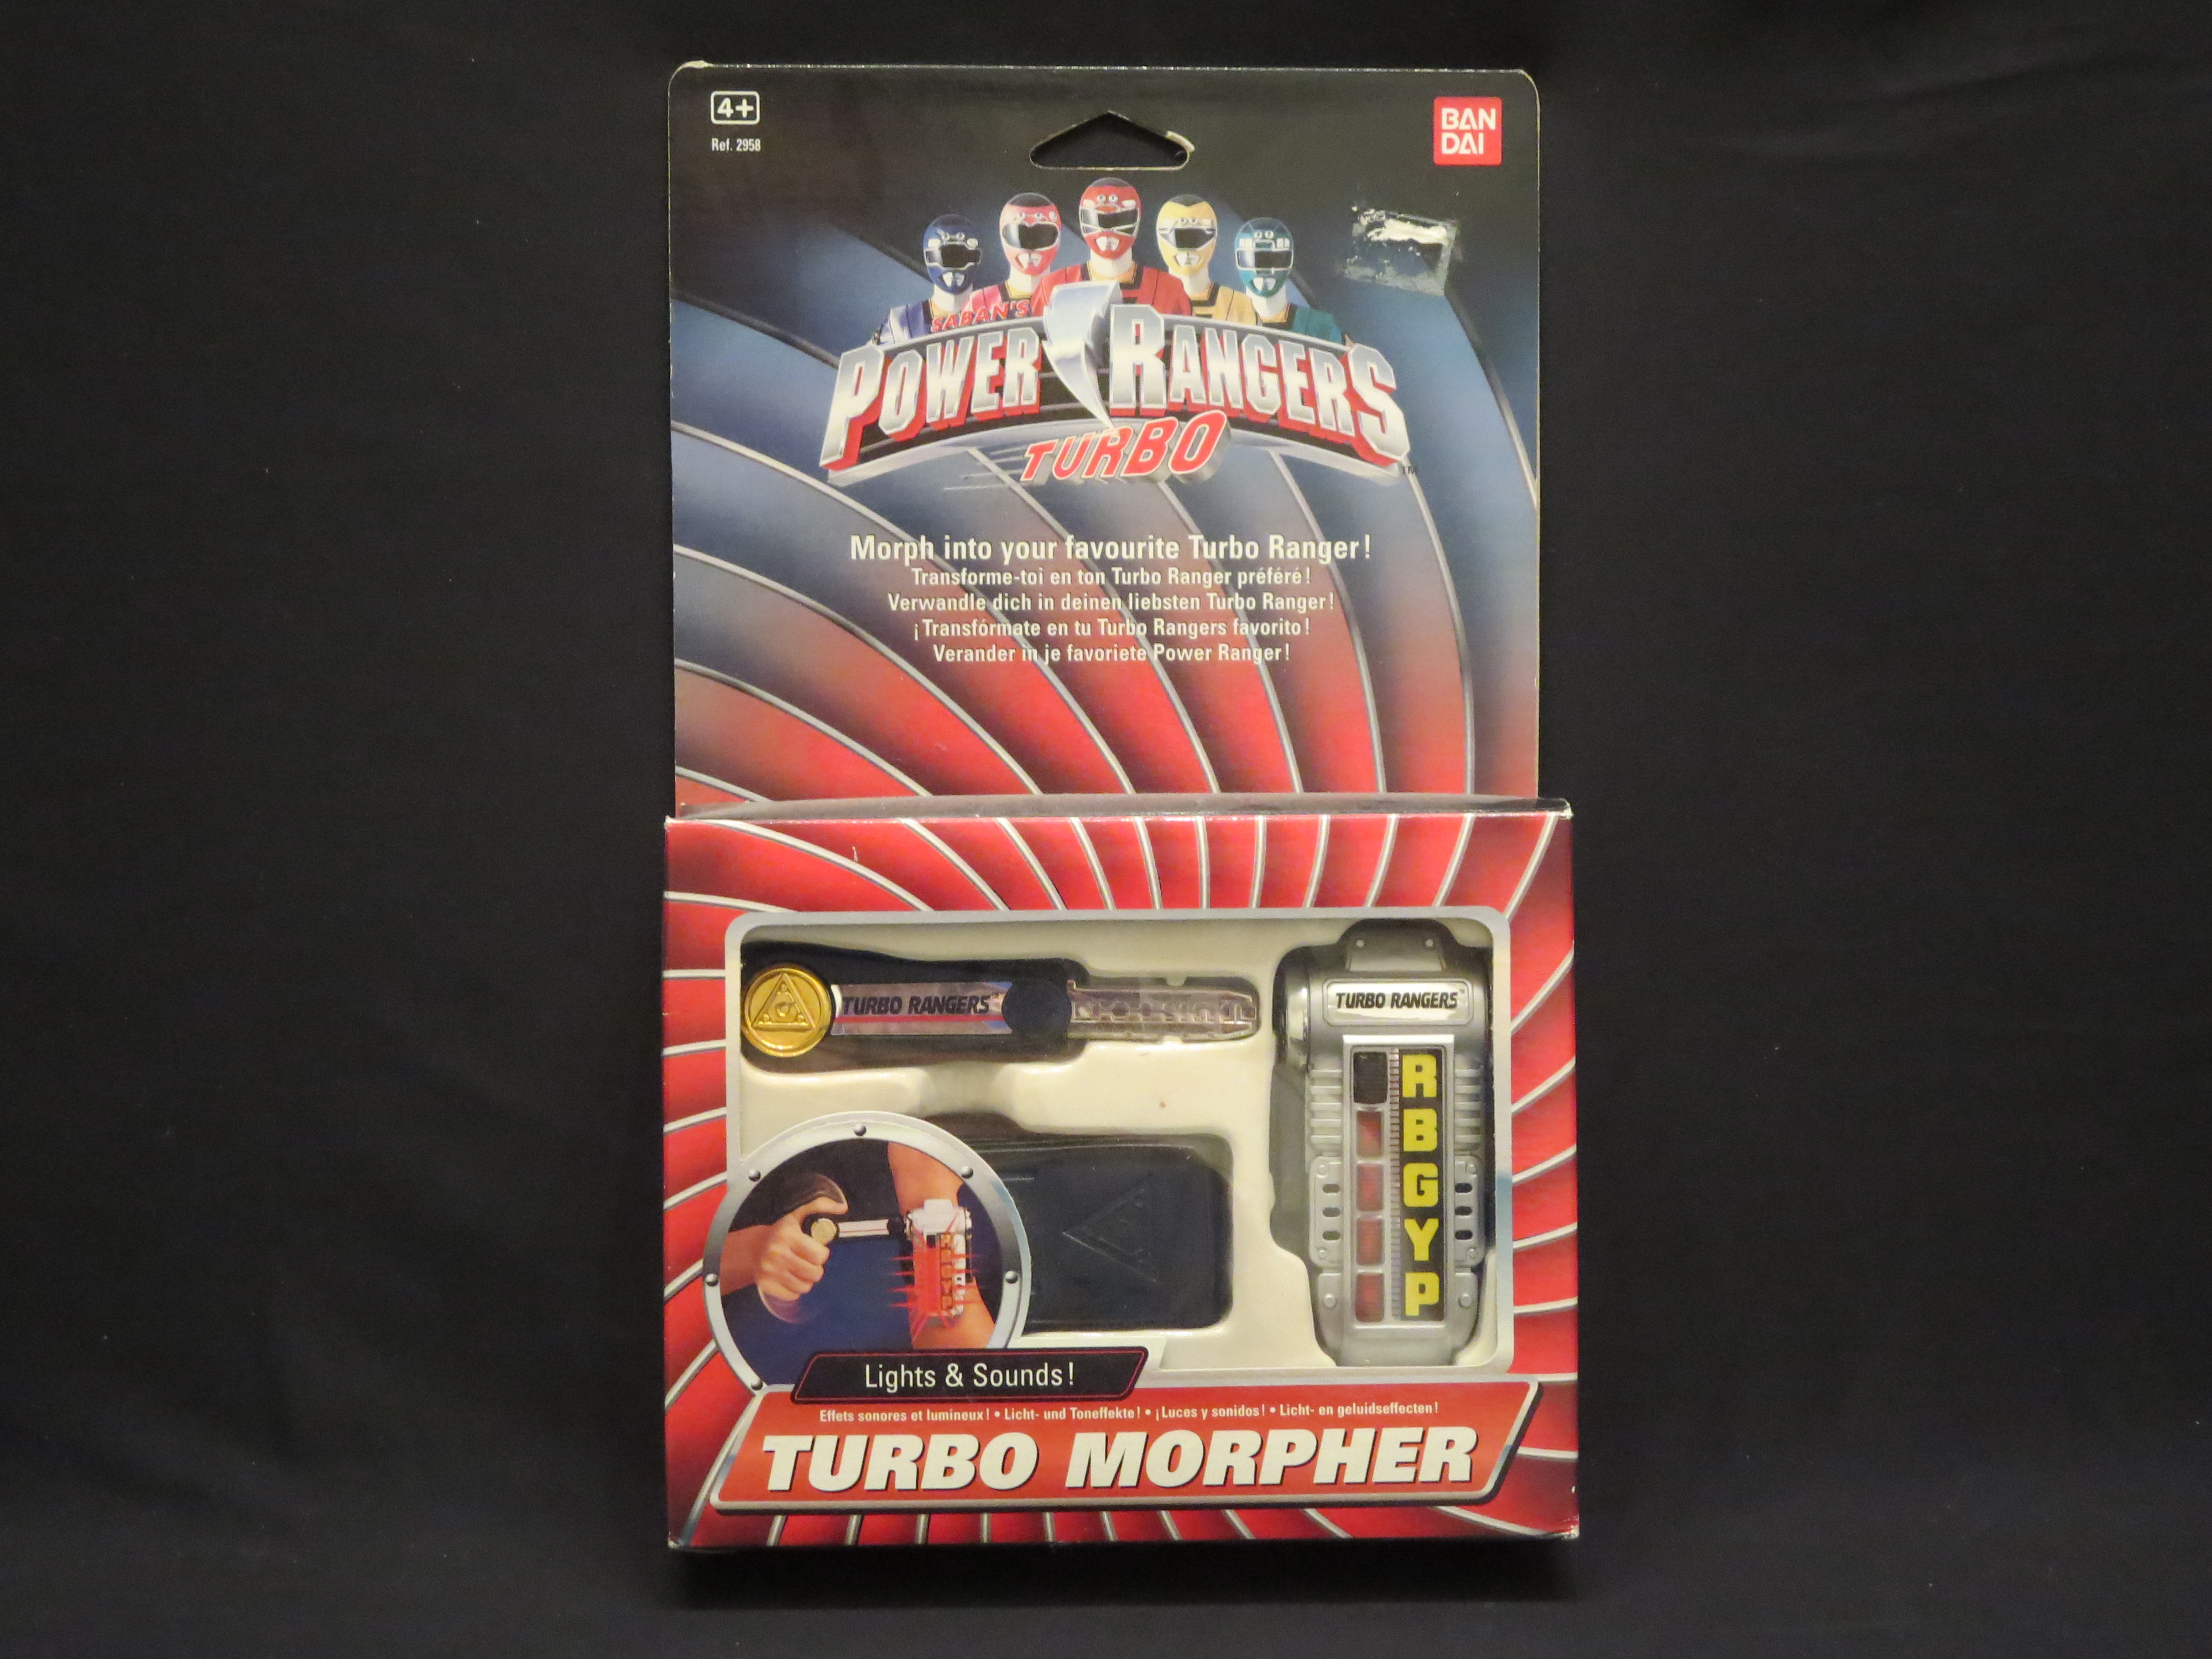 4+
Ref. 2958
BAN
DAI
SABAN'S
POWER RANGERS
TURBO
TM
Morph into your favourite Turbo Ranger!
Transforme-toi en ton Turbo Ranger préféré!
Verwandle dich in deinen liebsten Turbo Ranger!
¡Transfórmate en tu Turbo Rangers favorito!
Verander in je favoriete Power Ranger!
TURBO RANGERS™
TURBO RANGERS™
R
B
G
Y
P
Lights & Sounds!
Effets sonores et lumineux! • Licht- und Toneffekte! • ¡Luces y sonidos! • Licht- en geluidseffecten!
TURBO MORPHER